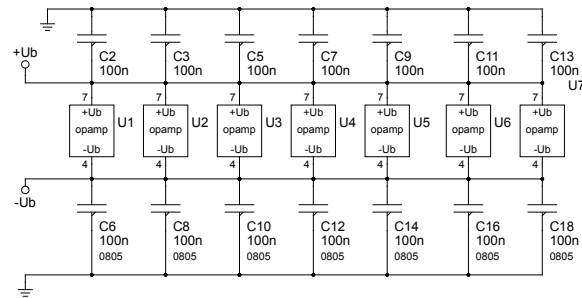 +Ub
C2 C3 C5 C7 C9 C11 C13
100n 100n 100n 100n 100n 100n 100n
U7
7 7 7 7 7 7 7
+Ub +Ub +Ub +Ub +Ub +Ub +Ub
U1 U2 U3 U4 U5 U6
opamp opamp opamp opamp opamp opamp opamp
-Ub -Ub -Ub -Ub -Ub -Ub -Ub
4 4 4 4 4 4 4
-Ub
C6 C8 C10 C12 C14 C16 C18
100n 100n 100n 100n 100n 100n 100n
0805 0805 0805 0805 0805 0805 0805